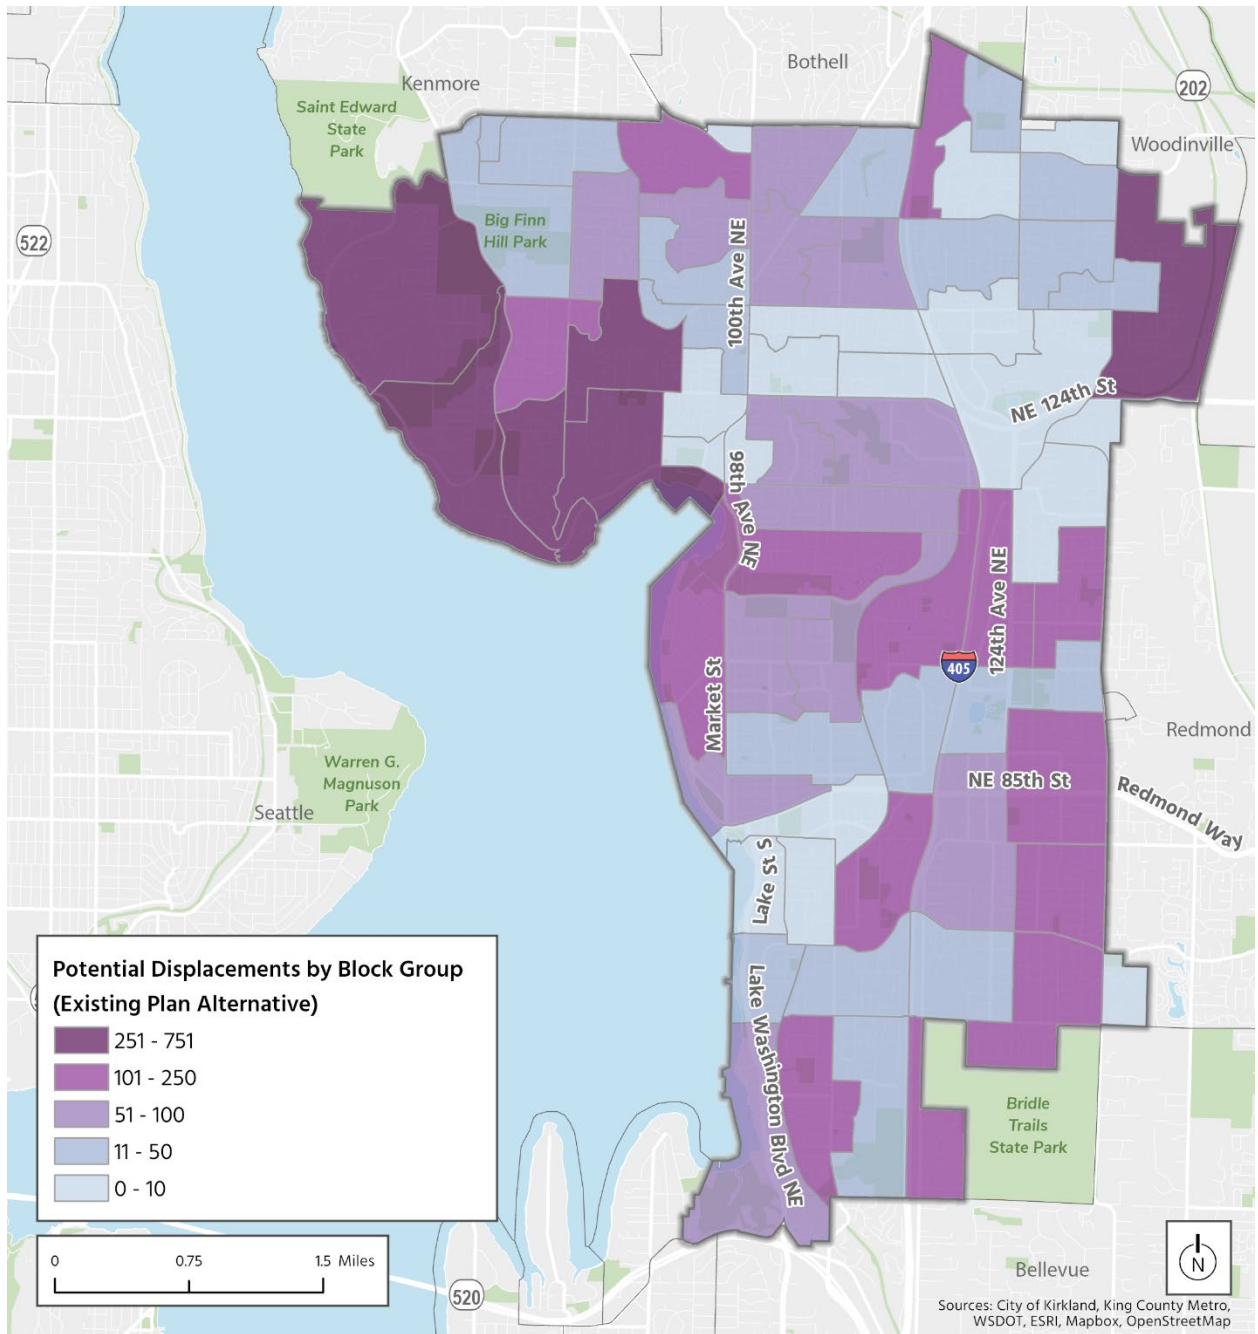 Kenmore
Bothell
202
Saint Edward
State
Park
Woodinville
522
Big Finn
Hill Park
100th Ave NE
NE 124th St
98th Ave NE
124th Ave NE
405
Market St
Redmond
Warren G.
Magnuson
Park
Seattle
NE 85th St
Redmond Way
Lake St S
Lake Washington Blvd NE
Potential Displacements by Block Group
(Existing Plan Alternative)
251 - 751
101 - 250
51 - 100
11 - 50
0 - 10
Bridle
Trails
State Park
0 0.75 1.5 Miles
520
Bellevue
N
Sources: City of Kirkland, King County Metro,
WSDOT, ESRI, Mapbox, OpenStreetMap